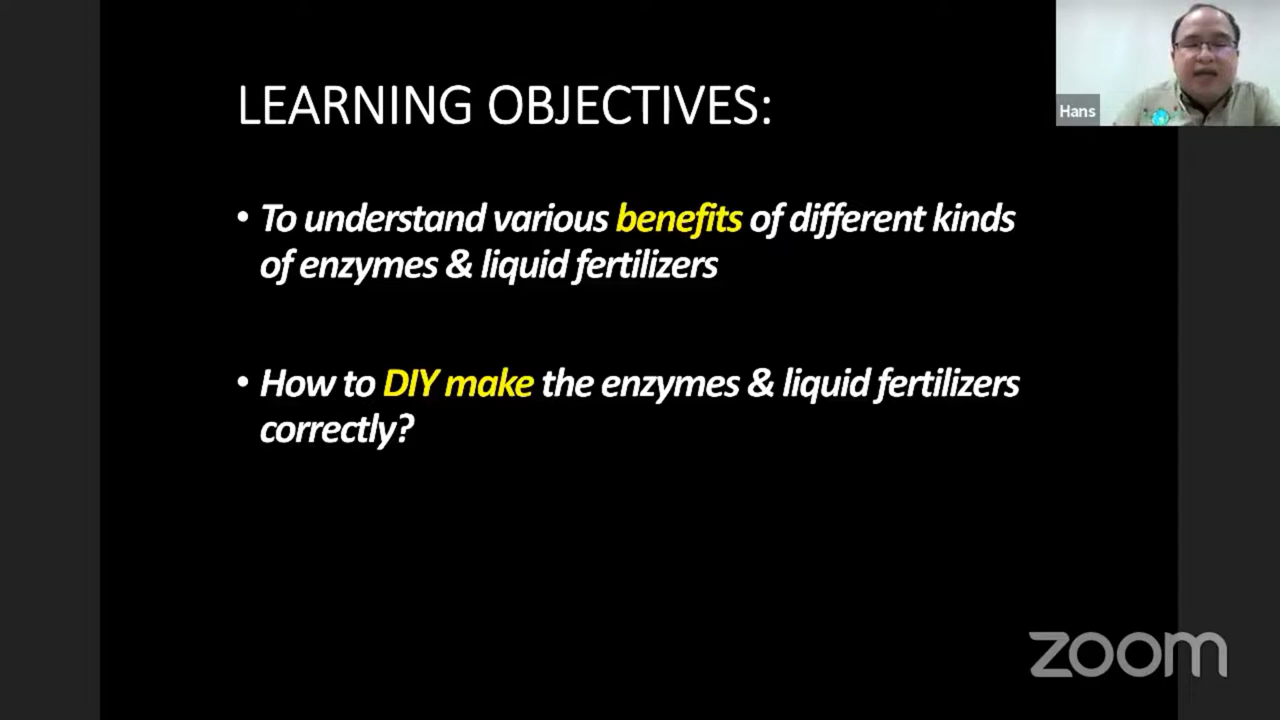 LEARNING OBJECTIVES:
Hans
• To understand various benefits of different kinds
of enzymes & liquid fertilizers
• How to DIY make the enzymes & liquid fertilizers
correctly?
zoom